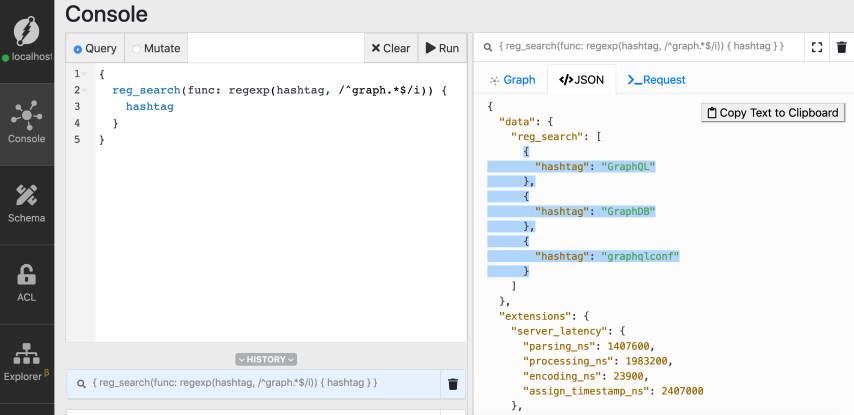 Console
localhost
Console
Schema
ACL
Explorer β
Query
Mutate
Clear
Run
1 {
2 reg_search(func: regexp(hashtag, /^graph.*$/i)) {
3 hashtag
4 }
5 }
HISTORY
{ reg_search(func: regexp(hashtag, /^graph.*$/i)) { hashtag } }
{ reg_search(func: regexp(hashtag, /^graph.*$/i)) { hashtag } }
Graph
</>JSON
>_Request
Copy Text to Clipboard
{
"data": {
"reg_search": [
{
"hashtag": "GraphQL"
},
{
"hashtag": "GraphDB"
},
{
"hashtag": "graphqlconf"
}
]
},
"extensions": {
"server_latency": {
"parsing_ns": 1407600,
"processing_ns": 1983200,
"encoding_ns": 23900,
"assign_timestamp_ns": 2407000
},